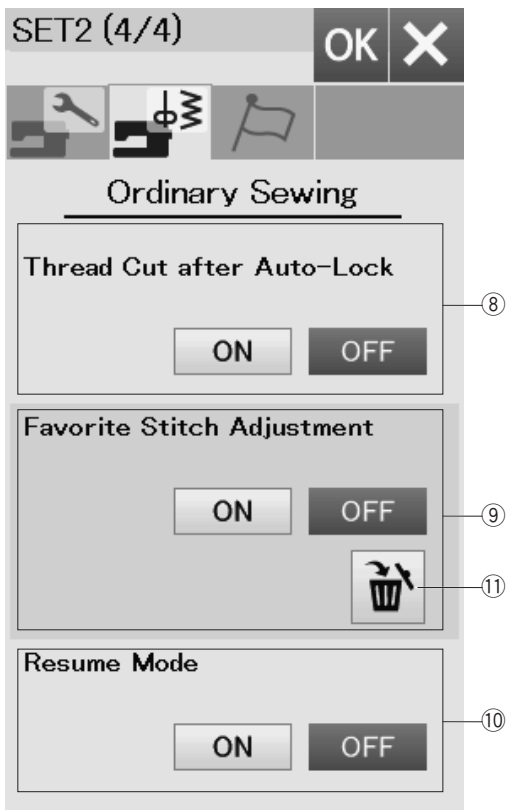 SET2 (4/4)
OK
Ordinary Sewing
Thread Cut after Auto-Lock
⑧
ON OFF
Favorite Stitch Adjustment
ON OFF
⑨
⑪
Resume Mode
⑩
ON OFF